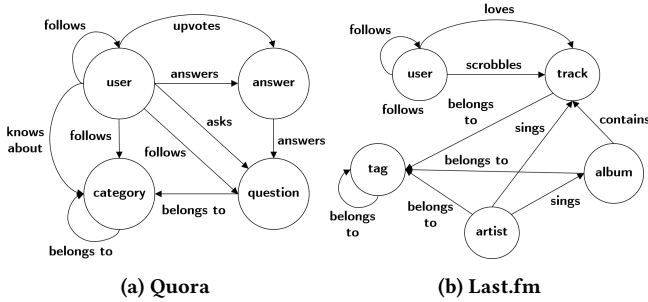 follows
upvotes
user
answers
answer
knows
about
follows
asks
follows
answers
category
belongs to
question
belongs to
(a) Quora
loves
follows
user
scrobbles
track
follows
belongs
to
sings
contains
tag
belongs to
album
belongs
to
belongs
to
sings
artist
(b) Last.fm